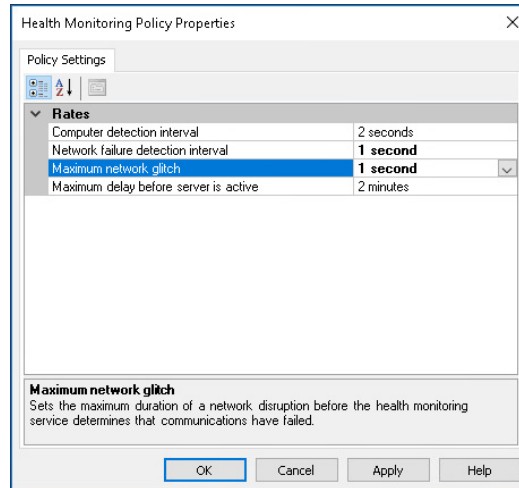 Health Monitoring Policy Properties
Policy Settings
Rates
Computer detection interval 2 seconds
Network failure detection interval 1 second
Maximum network glitch 1 second
Maximum delay before server is active 2 minutes
Maximum network glitch
Sets the maximum duration of a network disruption before the health monitoring
service determines that communications have failed.
OK Cancel Apply Help